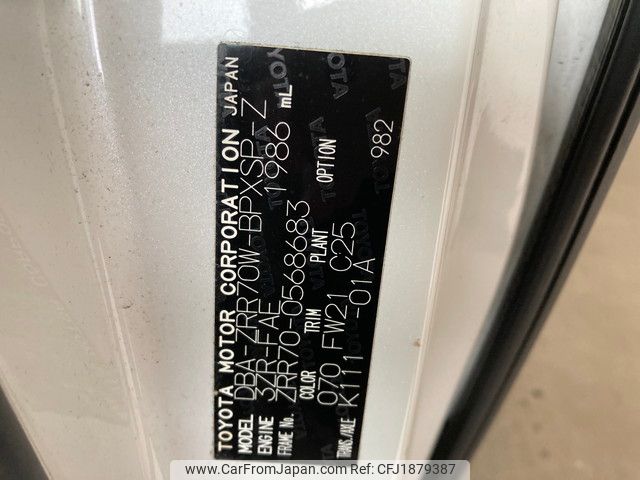 TOYOTA MOTOR CORPORATION JAPAN
MODEL DBA-ZRR70W-BPXSP-Z
ENGINE 3ZR-FAE 1986 mL
FRAME No. ZRR70-0568683
COLOR TRIM PLANT OPTION
070 FW21 C25 982
TRANS/AXLE K111 -01A
www.CarFromJapan.com - ID: CFJ1879387